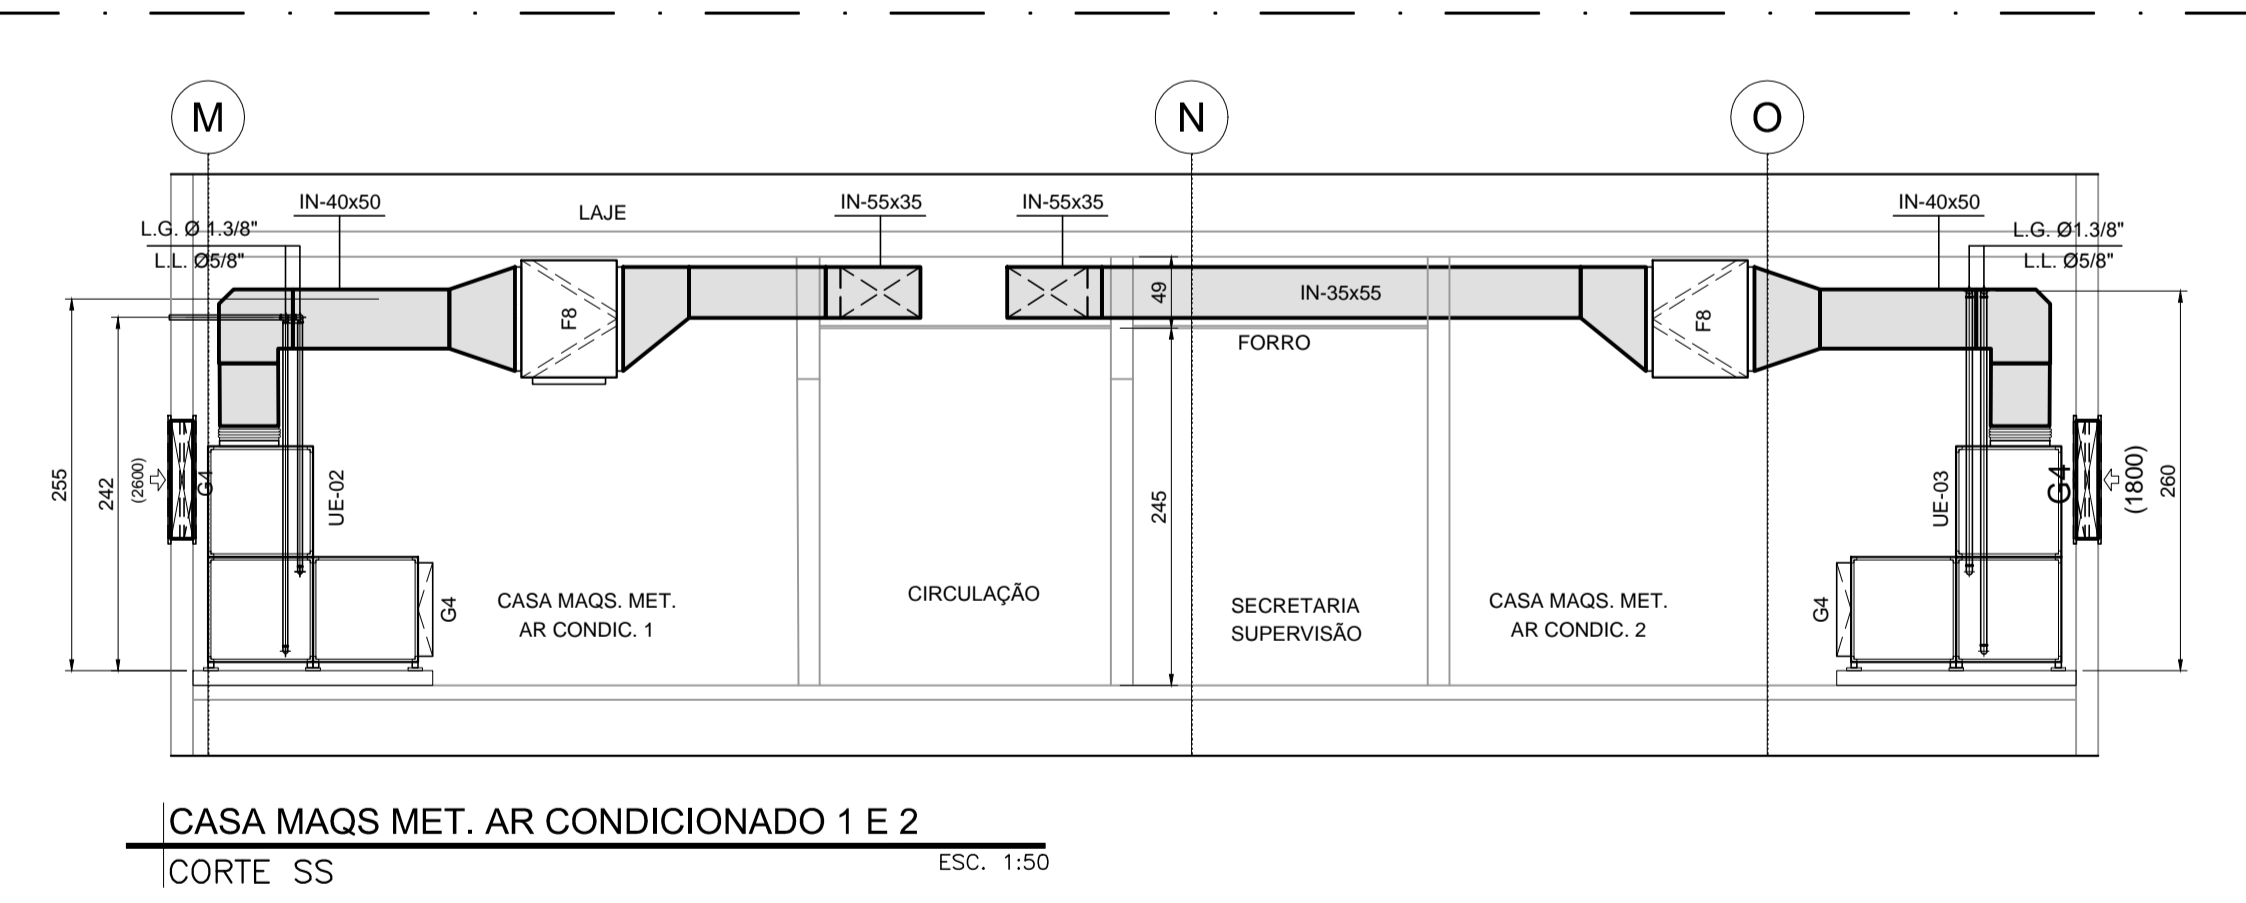 M
N
O
IN-40x50
LAJE
IN-55x35
IN-55x35
IN-40x50
L.G. Ø 1.3/8"
L.L. Ø5/8"
L.G. Ø1.3/8"
L.L. Ø5/8"
F8
49
IN-35x55
F8
FORRO
255
242
(2600)
G4
UE-02
245
UE-03
G4
(1800)
260
G4
CASA MAQS. MET.
AR CONDIC. 1
CIRCULAÇÃO
SECRETARIA
SUPERVISÃO
CASA MAQS. MET.
AR CONDIC. 2
G4
CASA MAQS MET. AR CONDICIONADO 1 E 2
CORTE SS
ESC. 1:50